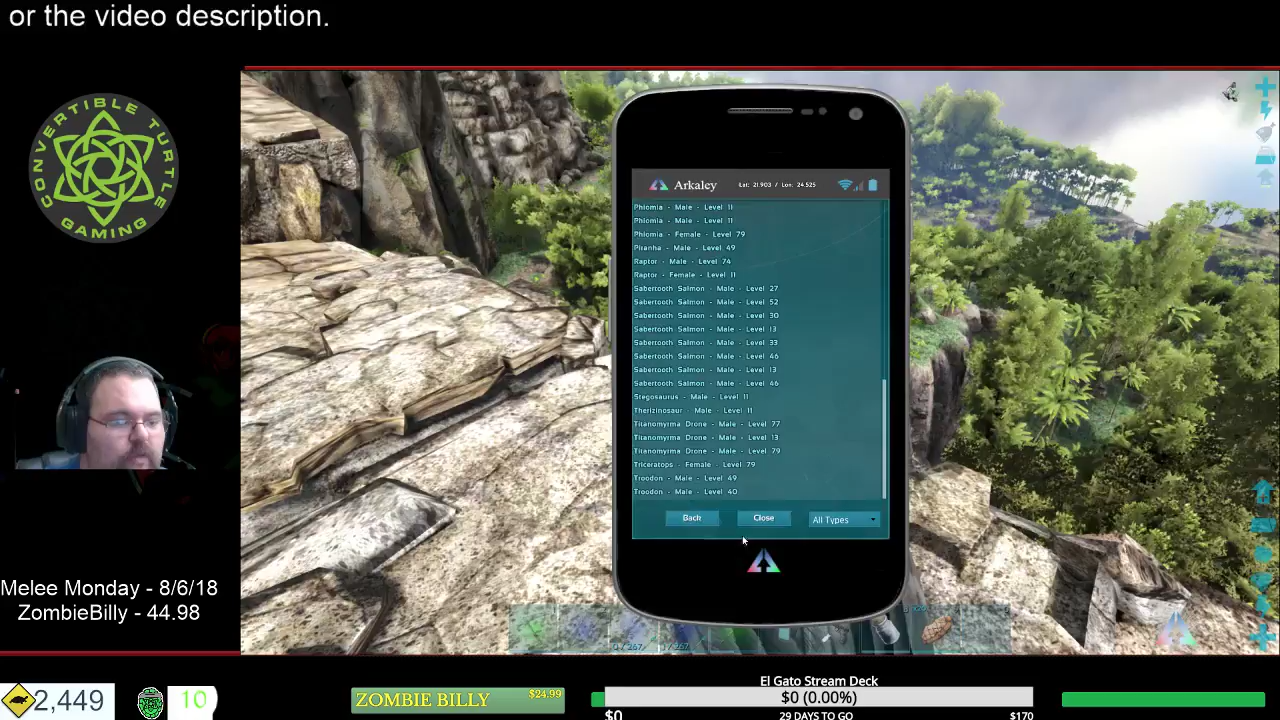 or the video description.
CONVERTIBLE TURTLE
GAMING
Arkaley
Lat: 21.903 / Lon: 24.525
Phiomia - Male - Level 11
Phiomia - Male - Level 11
Phiomia - Female - Level 79
Piranha - Male - Level 49
Raptor - Male - Level 74
Raptor - Female - Level 11
Sabertooth Salmon - Male - Level 27
Sabertooth Salmon - Male - Level 52
Sabertooth Salmon - Male - Level 30
Sabertooth Salmon - Male - Level 13
Sabertooth Salmon - Male - Level 33
Sabertooth Salmon - Male - Level 46
Sabertooth Salmon - Male - Level 13
Sabertooth Salmon - Male - Level 46
Stegosaurus - Male - Level 11
Therizinosaur - Male - Level 11
Titanomyrma Drone - Male - Level 77
Titanomyrma Drone - Male - Level 13
Titanomyrma Drone - Male - Level 79
Triceratops - Female - Level 79
Troodon - Male - Level 49
Troodon - Male - Level 40
Back
Close
All Types
Melee Monday - 8/6/18
ZombieBilly - 44.98
2,449
10
ZOMBIE BILLY
$24.99
El Gato Stream Deck
$0 (0.00%)
$0
29 DAYS TO GO
$170